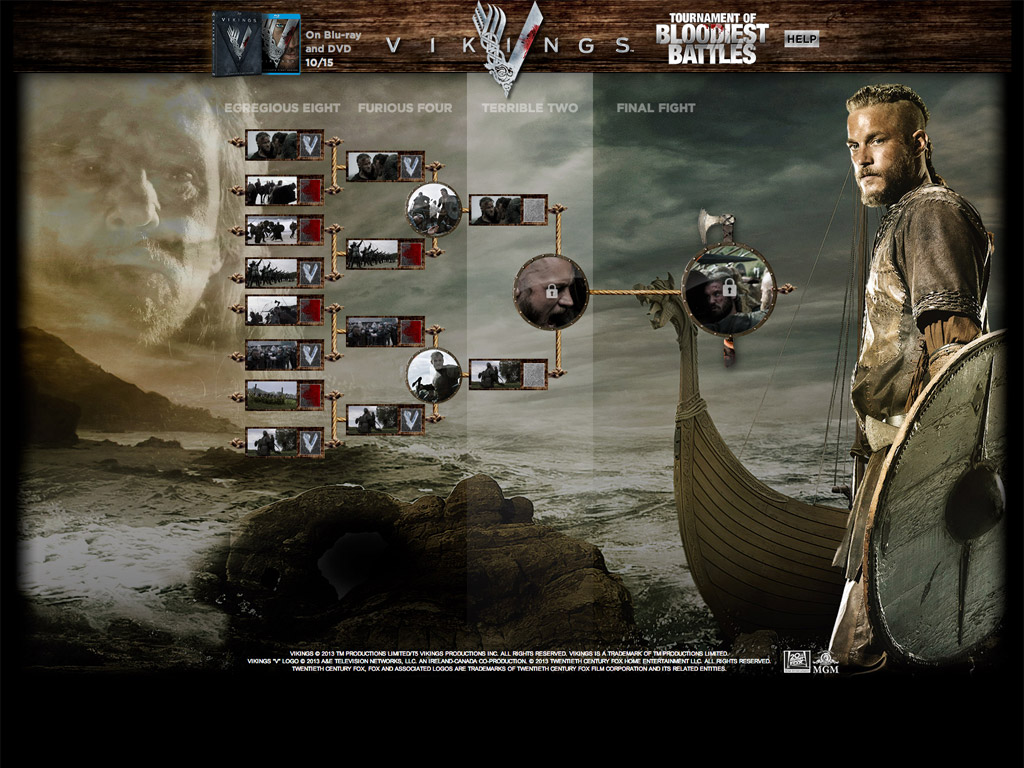 VIKINGS
On Blu-ray
and DVD
10/15
VIKINGS™
TOURNAMENT OF
BLOODIEST
BATTLES
HELP
EGREGIOUS EIGHT
FURIOUS FOUR
TERRIBLE TWO
FINAL FIGHT
VIKINGS © 2013 TM PRODUCTIONS LIMITED/T5 VIKINGS PRODUCTIONS INC. ALL RIGHTS RESERVED. VIKINGS IS A TRADEMARK OF TM PRODUCTIONS LIMITED.
VIKINGS "V" LOGO © 2013 A&E TELEVISION NETWORKS, LLC. AN IRELAND-CANADA CO-PRODUCTION. © 2013 TWENTIETH CENTURY FOX HOME ENTERTAINMENT LLC. ALL RIGHTS RESERVED.
TWENTIETH CENTURY FOX, FOX AND ASSOCIATED LOGOS ARE TRADEMARKS OF TWENTIETH CENTURY FOX FILM CORPORATION AND ITS RELATED ENTITIES.
MGM